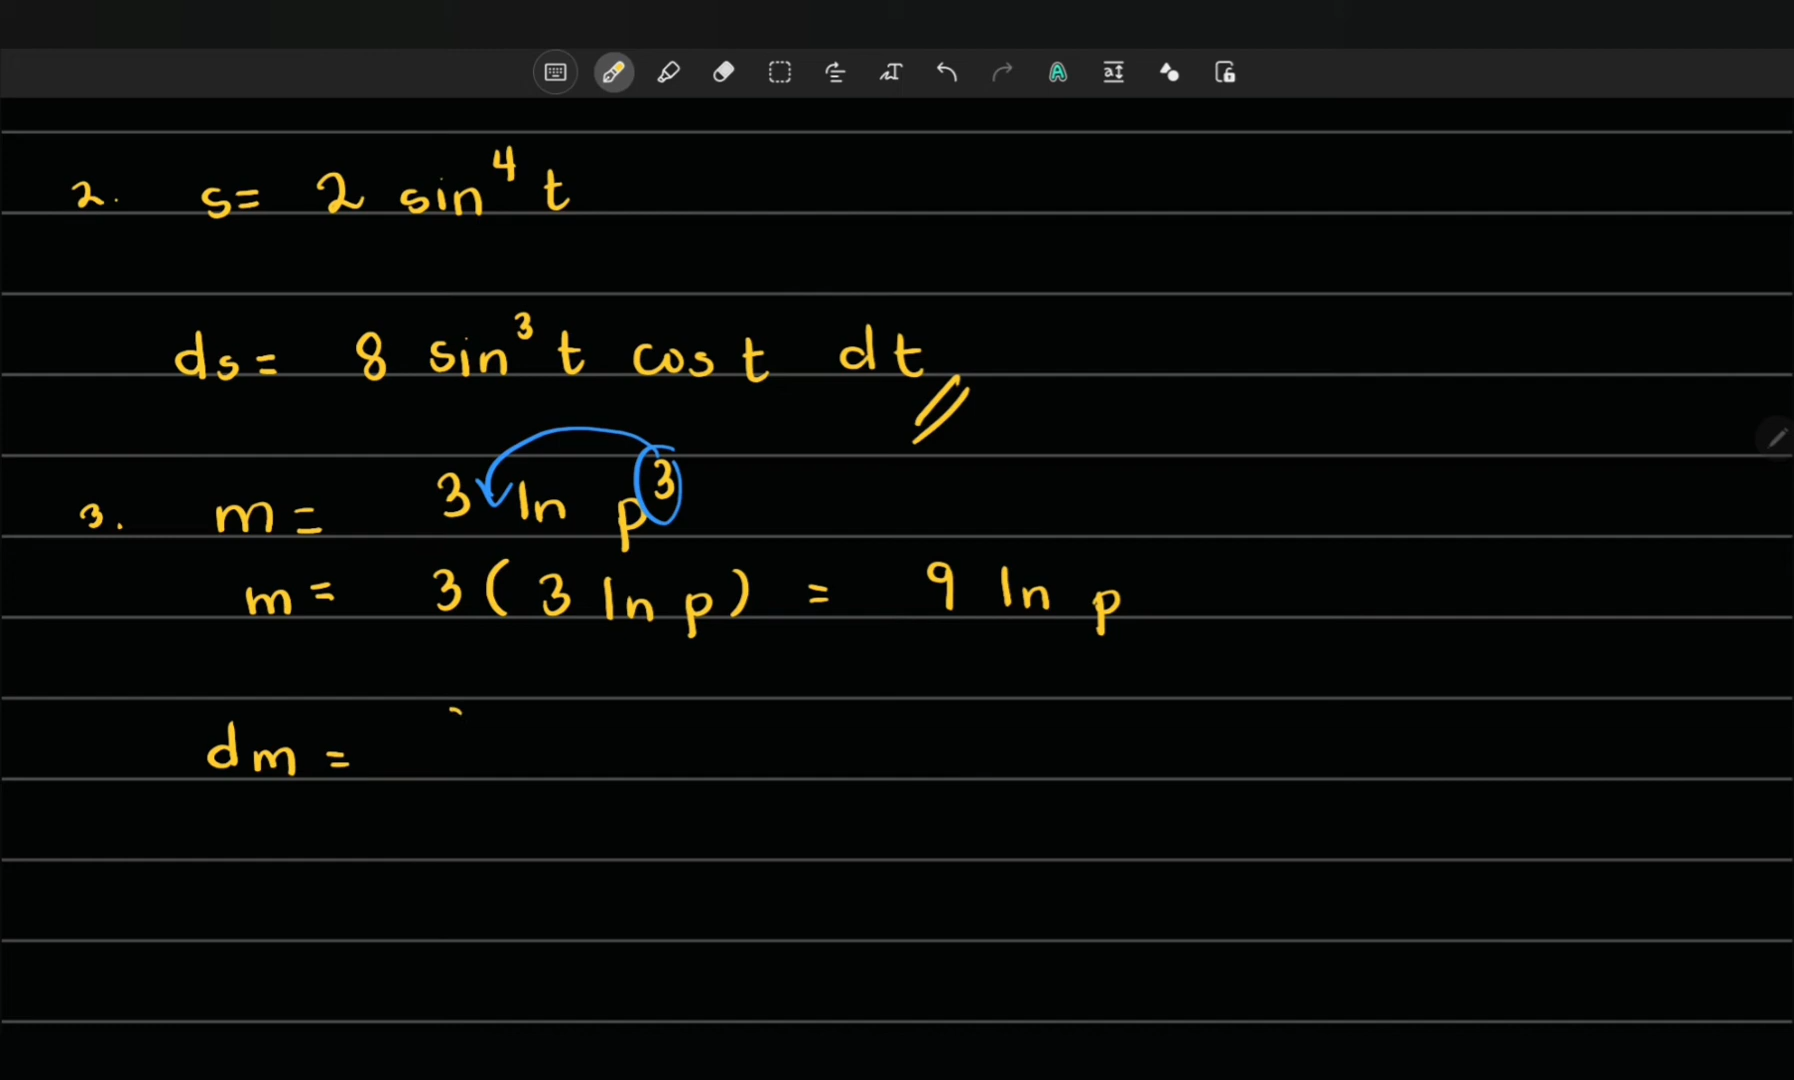 2. s= 2 sin⁴ t
ds= 8 sin³ t cos t dt
3. m= 3 ln p³
m= 3(3 ln p) = 9 ln p
dm =